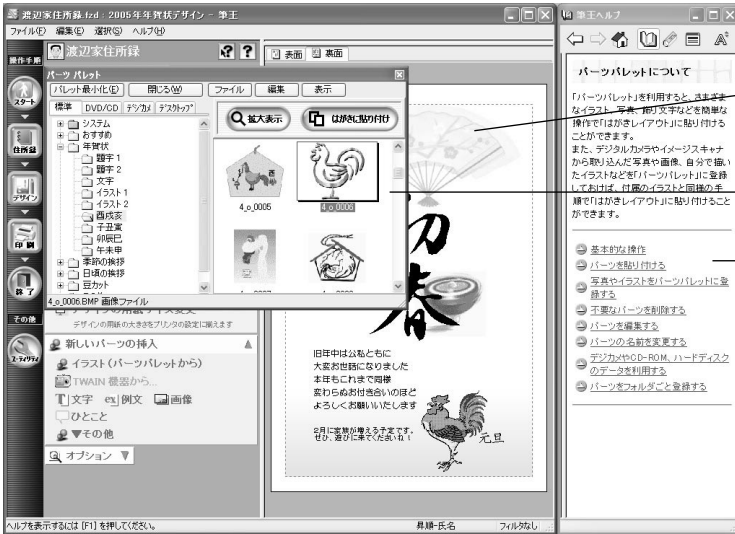 渡辺家住所録.fzd : 2005年年賀状デザイン - 筆王
ファイル(F) 編集(E) 選択(S) ヘルプ(H)
操作手順
渡辺家住所録
表面 裏面
スタート
住所録
デザイン
印刷
終了
その他
ユーティリティ
パーツ パレット
パレット最小化(E) 閉じる(W) ファイル 編集 表示
標準 DVD/CD デジカメ デスクトップ
拡大表示 はがきに貼り付け
システム
おすすめ
年賀状
題字1
題字2
文字
イラスト1
イラスト2
酉戌亥
子丑寅
卯辰巳
午未申
季節の挨拶
日頃の挨拶
豆カット
4_o_0005
4_o_0006
4_o_0006.BMP 画像ファイル
デザインの用紙サイズ変更
デザインの用紙の大きさをプリンタの設定に揃えます
新しいパーツの挿入
イラスト(パーツパレットから)
TWAIN 機器から...
文字 ex 例文 画像
ひとこと
▼その他
オプション ▼
初春
旧年中は公私ともに
大変お世話になりました
本年もこれまで同様
変わらぬお付き合いのほど
よろしくお願いいたします
2月に家族が増える予定です。
ぜひ、遊びに来てくださいね!
元旦
ヘルプを表示するには [F1] を押してください。
昇順-氏名 フィルタなし
筆王ヘルプ
パーツパレットについて
「パーツパレット」を利用すると、さまざま
なイラスト、写真、飾り文字などを簡単な
操作で「はがきレイアウト」に貼り付ける
ことができます。
また、デジタルカメラやイメージスキャナ
から取り込んだ写真や画像、自分で描い
たイラストなどを「パーツパレット」に登録
しておけば、付属のイラストと同様の手
順で「はがきレイアウト」に貼り付けること
ができます。
基本的な操作
パーツを貼り付ける
写真やイラストをパーツパレットに登
録する
不要なパーツを削除する
パーツを編集する
パーツの名前を変更する
デジカメやCD-ROM、ハードディスク
のデータを利用する
パーツをフォルダごと登録する